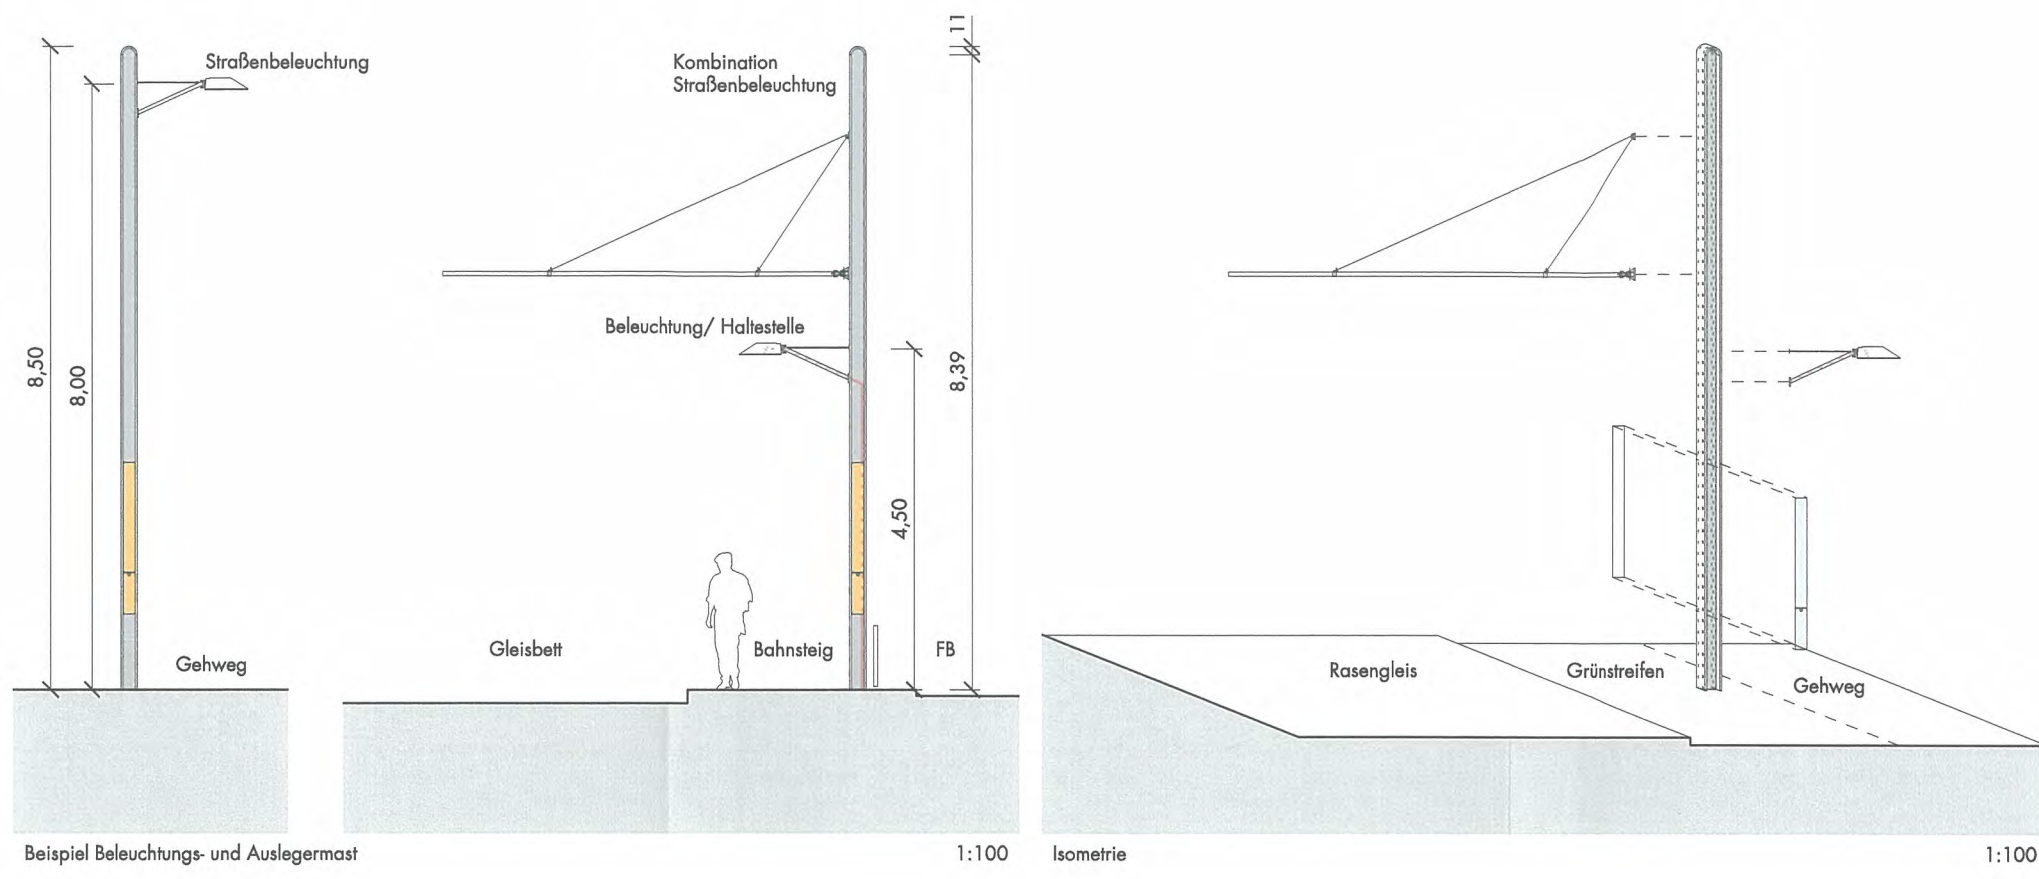 Straßenbeleuchtung
8,50
8,00
Gehweg
Kombination
Straßenbeleuchtung
11
Beleuchtung/ Haltestelle
8,39
4,50
Gleisbett
Bahnsteig
FB
Rasengleis
Grünstreifen
Gehweg
Beispiel Beleuchtungs- und Auslegermast
1:100
Isometrie
1:100